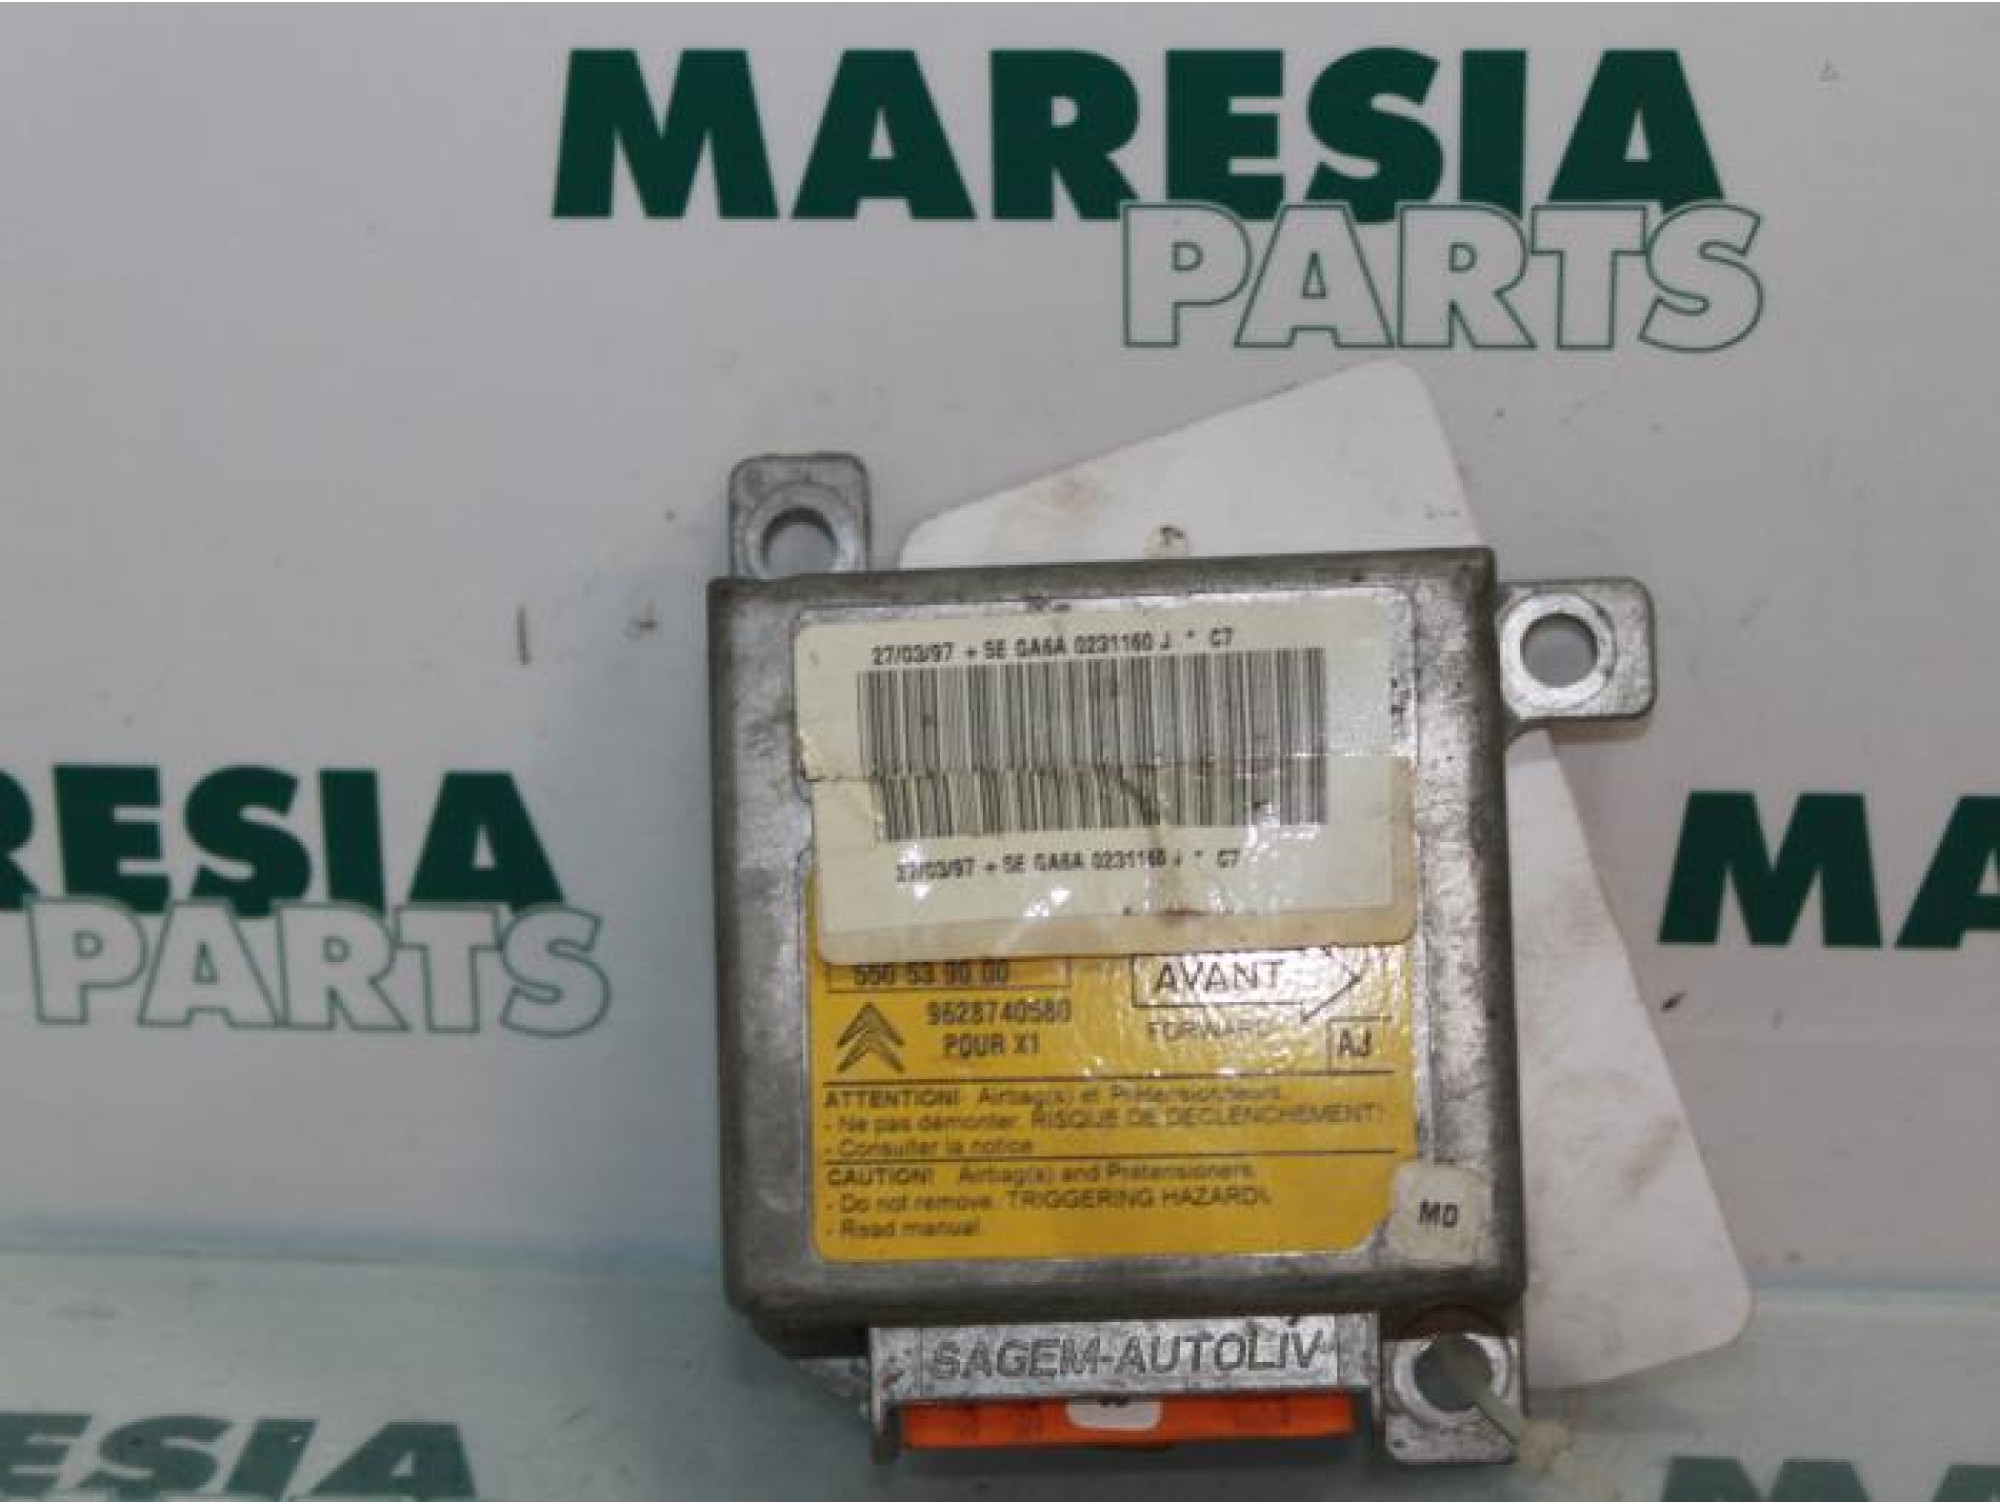 MARESIA
PARTS
27/03/97 + SE GA6A 0231160 J * C7
27/03/97 + SE GA6A 0231160 J * C7
550 53 90 00
AVANT
9628740580
FORWARD
POUR X1
AJ
ATTENTION! Airbag(s) et Prétensionneurs.
- Ne pas démonter. RISQUE DE DECLENCHEMENT!
- Consulter la notice
CAUTION! Airbag(s) and Pretensioners.
- Do not remove. TRIGGERING HAZARD!
- Read manual
MD
SAGEM-AUTOLIV
RESIA
PARTS
MA
ESIA